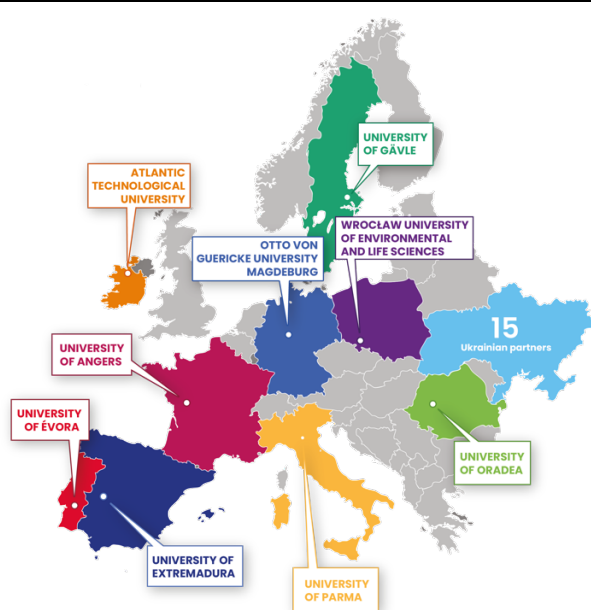 UNIVERSITY
OF GÄVLE
ATLANTIC
TECHNOLOGICAL
UNIVERSITY
WROCŁAW UNIVERSITY
OF ENVIRONMENTAL
AND LIFE SCIENCES
OTTO VON
GUERICKE UNIVERSITY
MAGDEBURG
15
Ukrainian partners
UNIVERSITY
OF ANGERS
UNIVERSITY
OF ÉVORA
UNIVERSITY
OF ORADEA
UNIVERSITY OF
EXTREMADURA
UNIVERSITY
OF PARMA